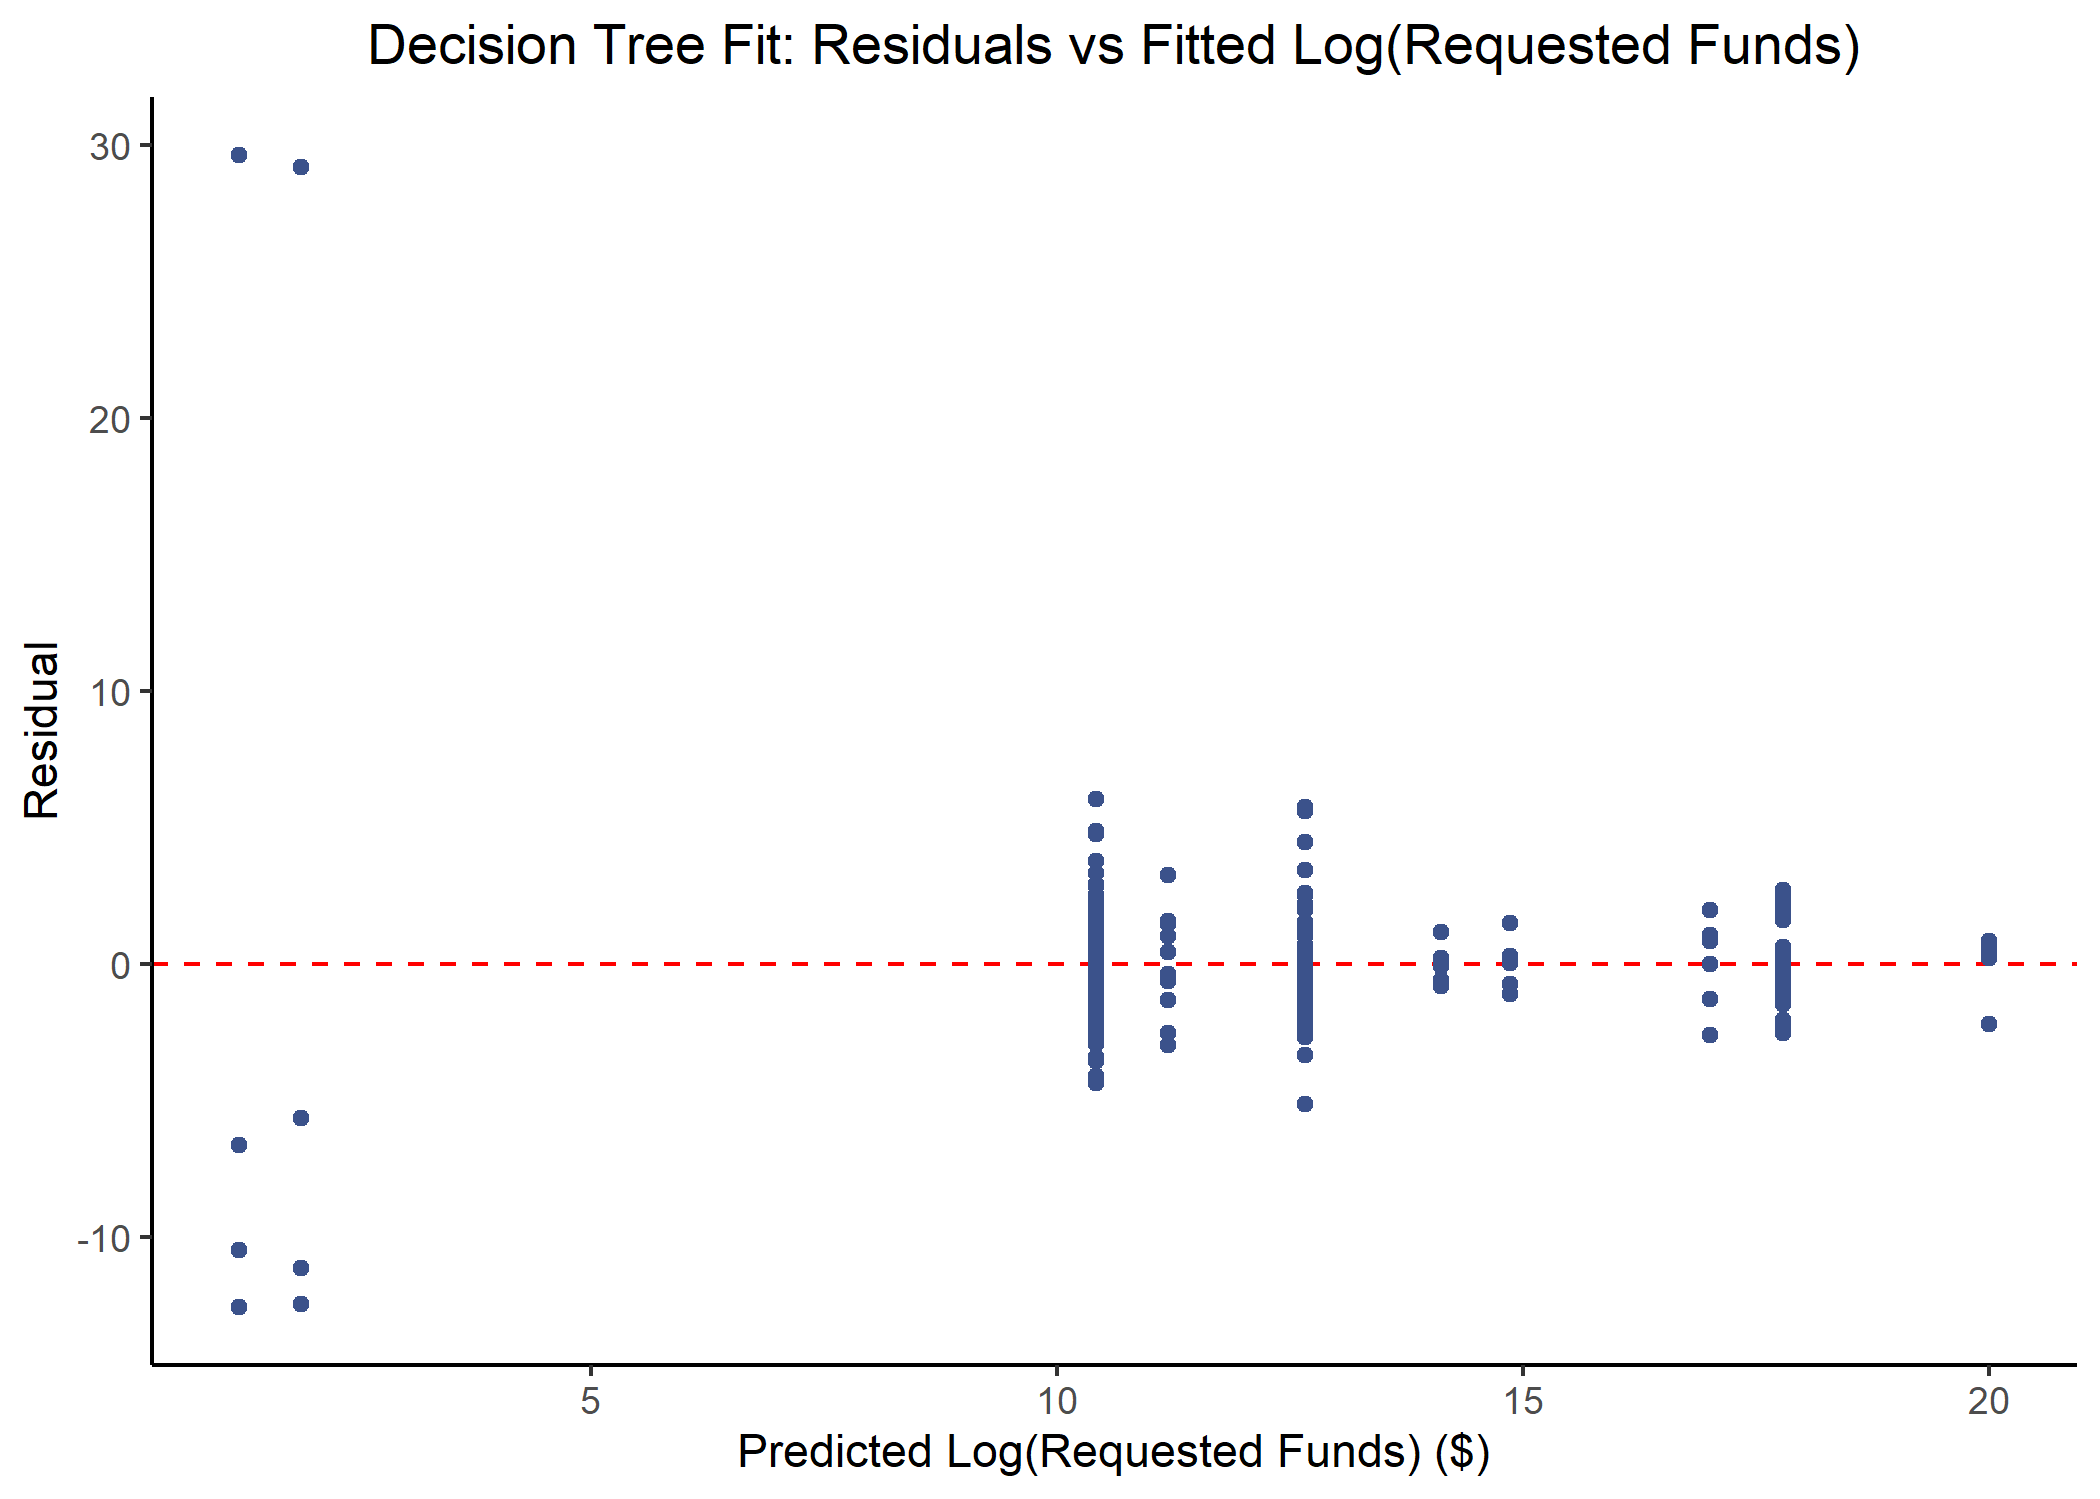 Decision Tree Fit: Residuals vs Fitted Log(Requested Funds)
30
20
10
0
-10
Residual
5 10 15 20
Predicted Log(Requested Funds) ($)